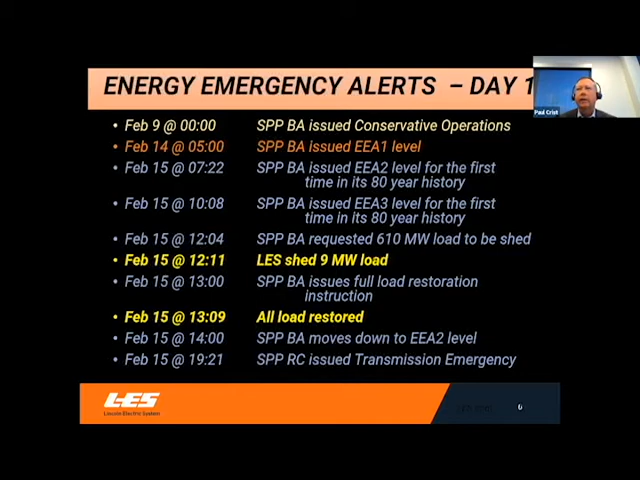 ENERGY EMERGENCY ALERTS – DAY 1
Paul Crist
• Feb 9 @ 00:00 SPP BA issued Conservative Operations
• Feb 14 @ 05:00 SPP BA issued EEA1 level
• Feb 15 @ 07:22 SPP BA issued EEA2 level for the first
time in its 80 year history
• Feb 15 @ 10:08 SPP BA issued EEA3 level for the first
time in its 80 year history
• Feb 15 @ 12:04 SPP BA requested 610 MW load to be shed
• Feb 15 @ 12:11 LES shed 9 MW load
• Feb 15 @ 13:00 SPP BA issues full load restoration
instruction
• Feb 15 @ 13:09 All load restored
• Feb 15 @ 14:00 SPP BA moves down to EEA2 level
• Feb 15 @ 19:21 SPP RC issued Transmission Emergency
LES
Lincoln Electric System
LES.com
6